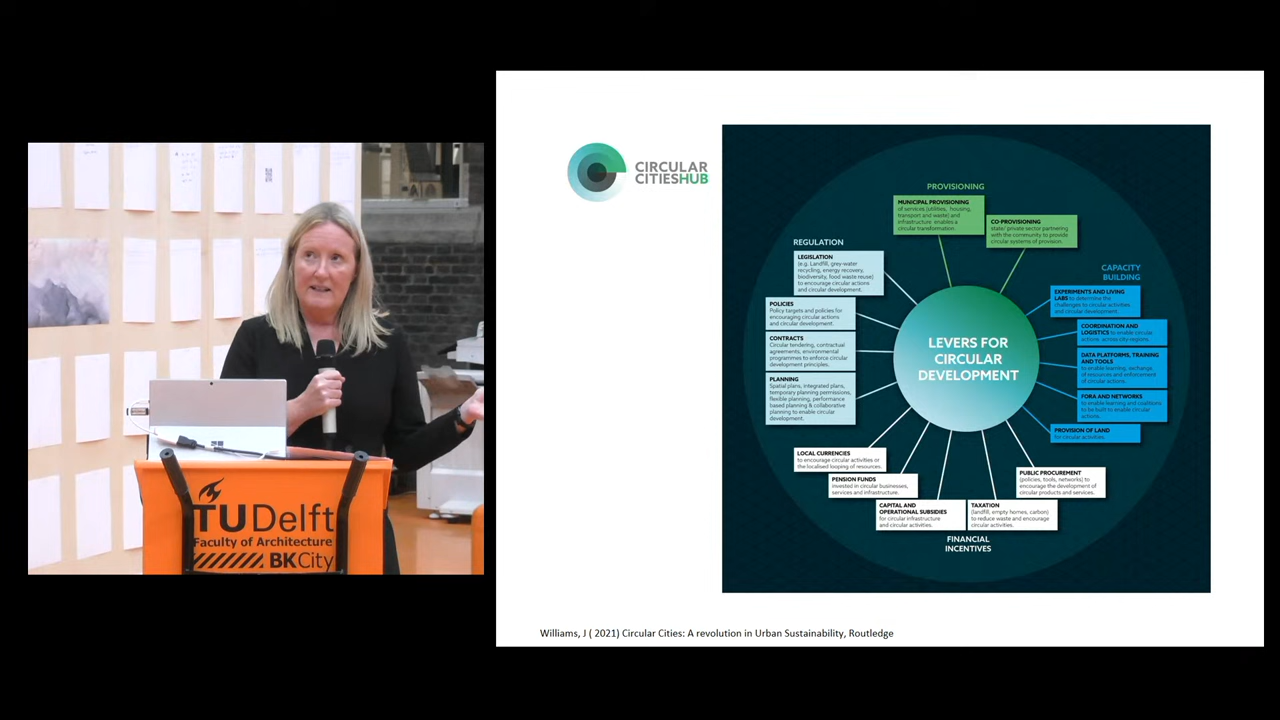 TUDelft
Faculty of Architecture
BKCity
CIRCULAR
CITIESHUB
PROVISIONING
MUNICIPAL PROVISIONING
of services (utilities, housing,
transport and waste) and
infrastructure enables a
circular transformation.
CO-PROVISIONING
state/ private sector partnering
with the community to provide
circular systems of provision.
REGULATION
LEGISLATION
(e.g. Landfill, grey-water
recycling, energy recovery,
biodiversity, food waste reuse)
to encourage circular actions
and circular development.
POLICIES
Policy targets and policies for
encouraging circular actions
and circular development.
CONTRACTS
Circular tendering, contractual
agreements, environmental
programmes to enforce circular
development principles.
PLANNING
Spatial plans, integrated plans,
temporary planning permissions,
flexible planning, performance
based planning & collaborative
planning to enable circular
development.
LEVERS FOR
CIRCULAR
DEVELOPMENT
CAPACITY
BUILDING
EXPERIMENTS AND LIVING
LABS to determine the
challenges to circular activities
and circular development.
COORDINATION AND
LOGISTICS to enable circular
actions across city-regions.
DATA PLATFORMS, TRAINING
AND TOOLS
to enable learning, exchange
of resources and enforcement
of circular actions.
FORA AND NETWORKS
to enable learning and coalitions
to be built to enable circular
actions.
PROVISION OF LAND
for circular activities.
LOCAL CURRENCIES
to encourage circular activities or
the localised looping of resources.
PENSION FUNDS
invested in circular businesses,
services and infrastructure.
CAPITAL AND
OPERATIONAL SUBSIDIES
for circular infrastructure
and circular activities.
TAXATION
(landfill, empty homes, carbon)
to reduce waste and encourage
circular activities.
PUBLIC PROCUREMENT
(policies, tools, networks) to
encourage the development of
circular products and services.
FINANCIAL
INCENTIVES
Williams, J ( 2021) Circular Cities: A revolution in Urban Sustainability, Routledge